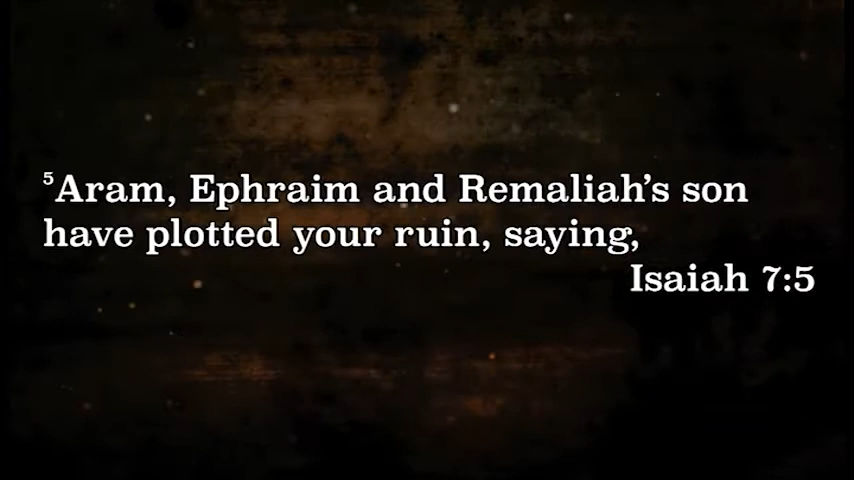 ⁵Aram, Ephraim and Remaliah’s son
have plotted your ruin, saying,
Isaiah 7:5